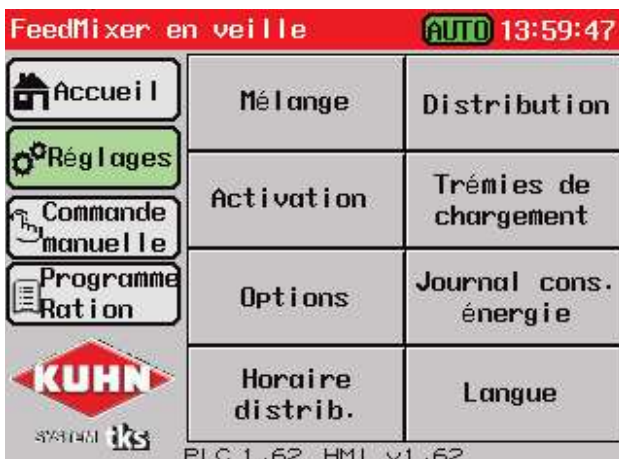 FeedMixer en veille AUTO 13:59:47
Accueil
Réglages
Commande
manuelle
Programme
Ration
Mélange
Distribution
Activation
Trémies de
chargement
Options
Journal cons.
énergie
Horaire
distrib.
Langue
KUHN
SYSTEM tks
PLC 1.62 HMI v1.62